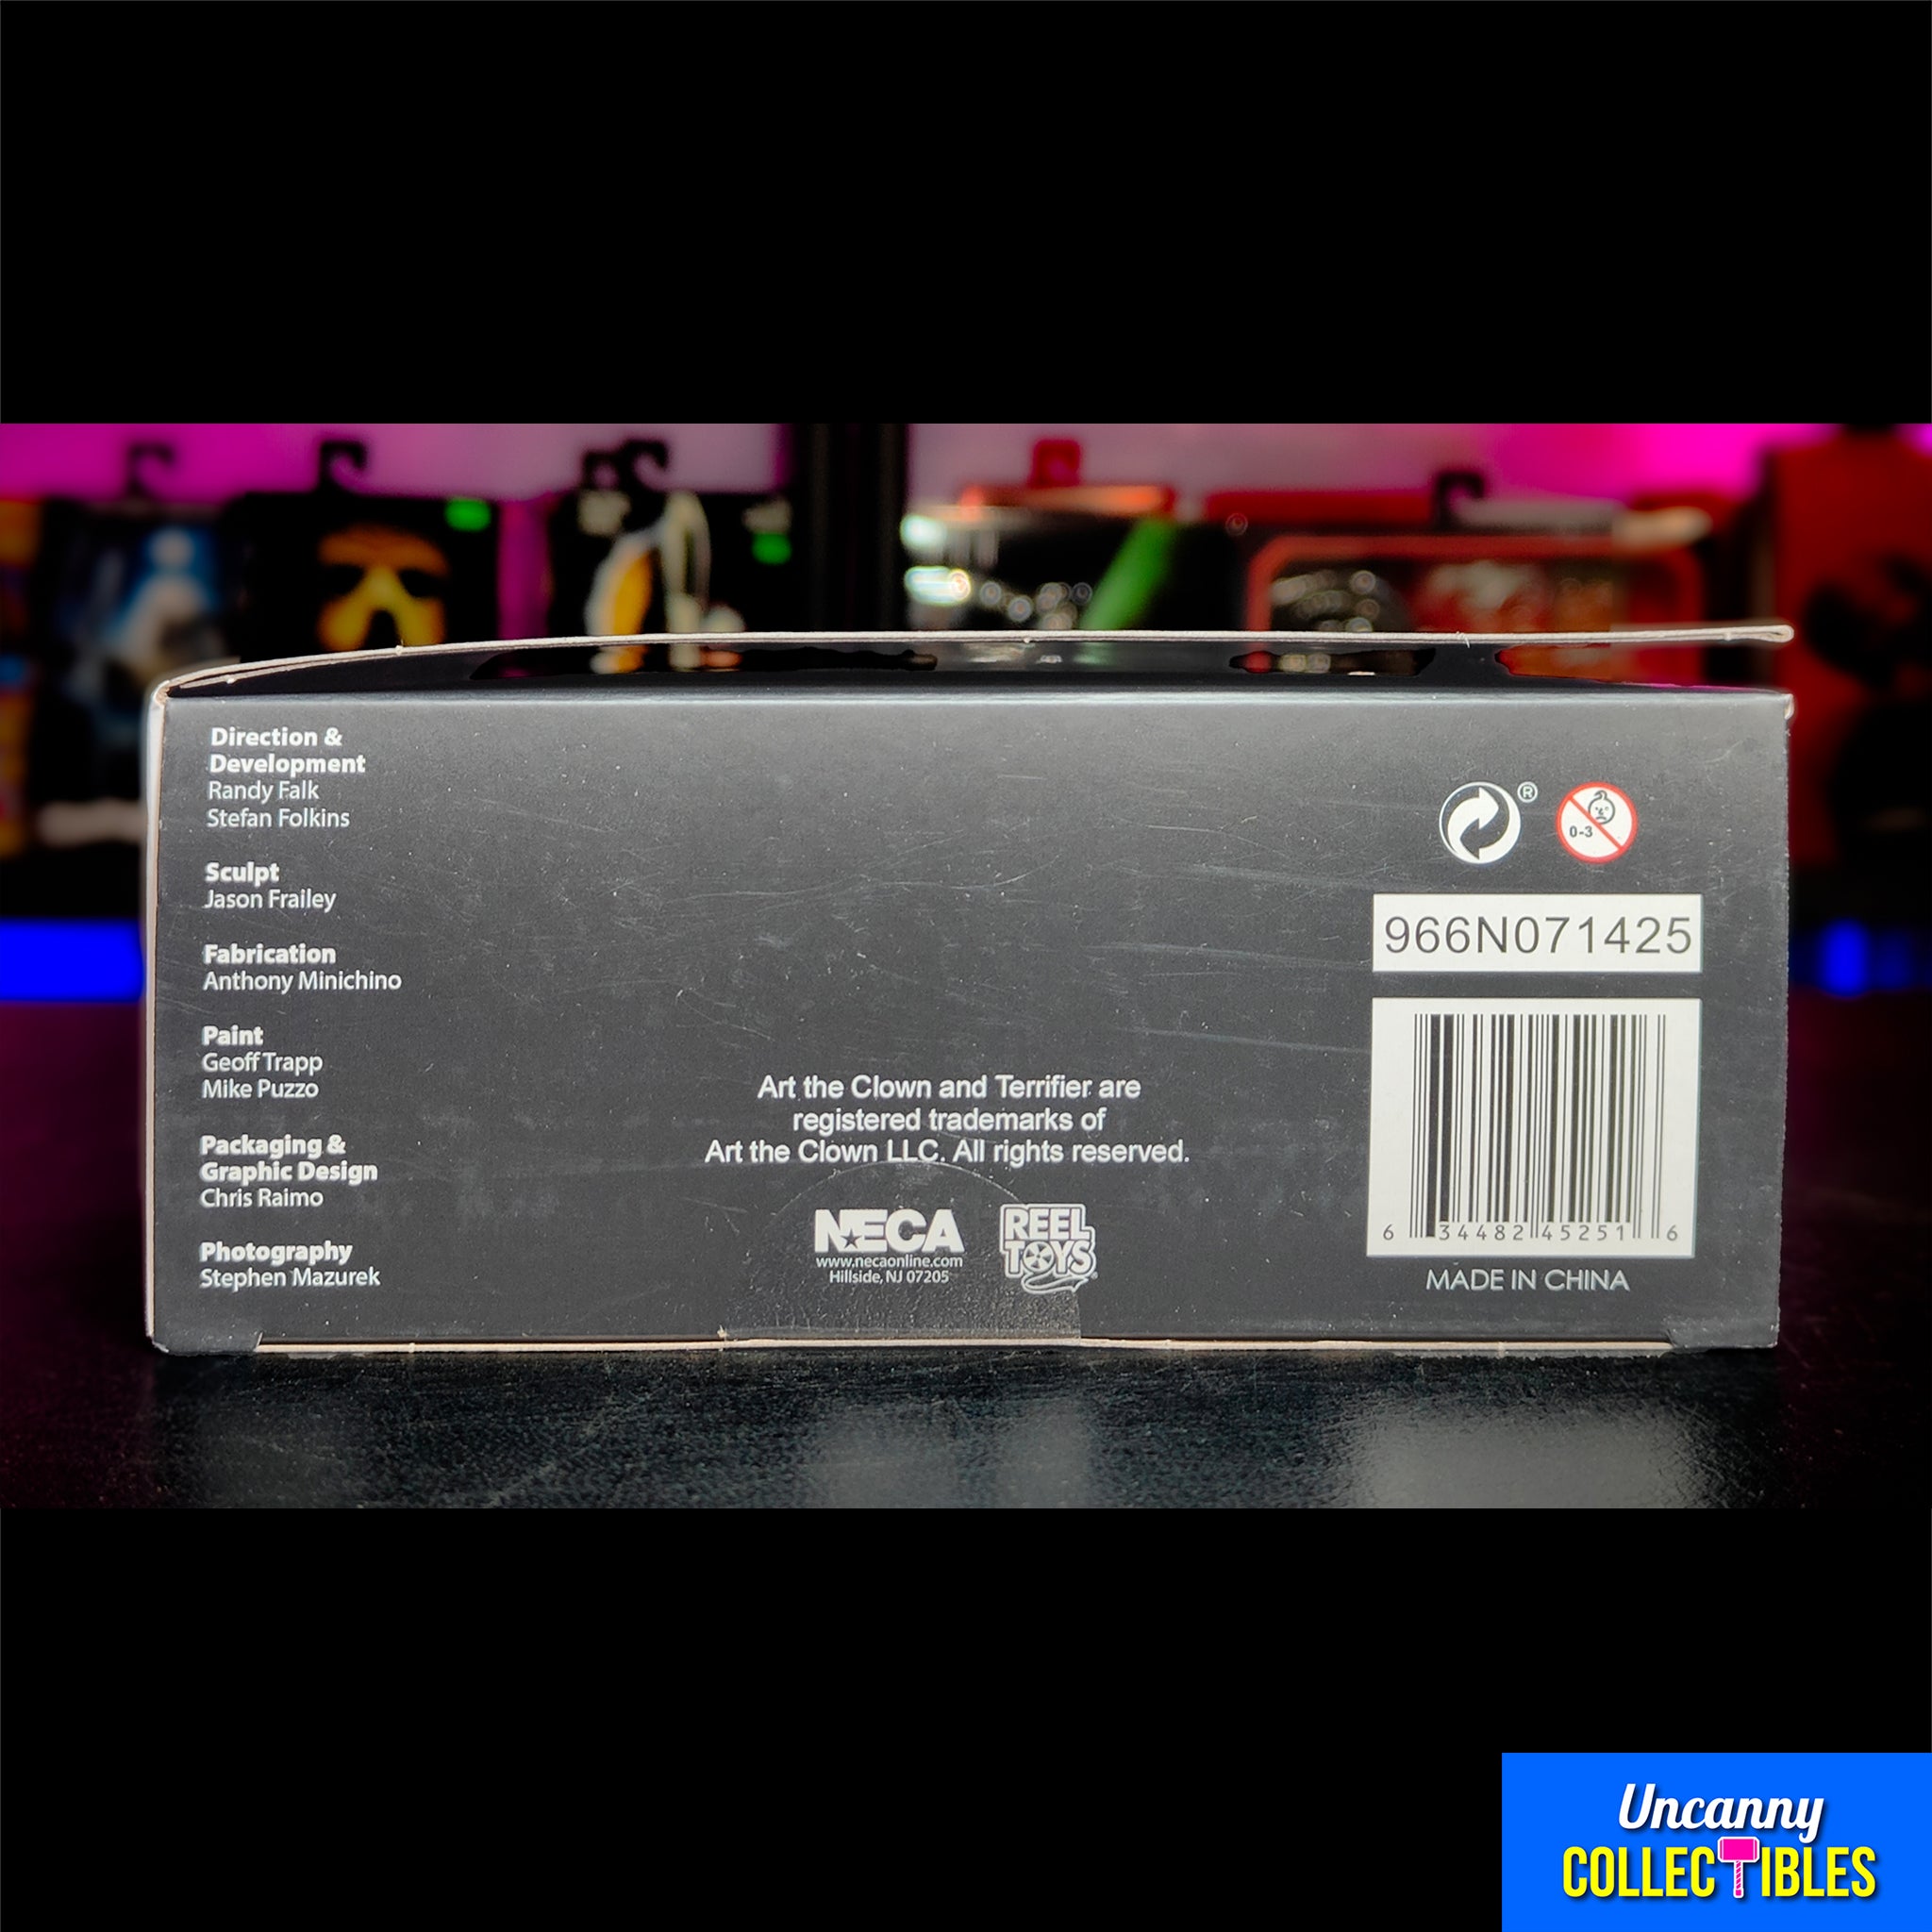 Direction &
Development
Randy Falk
Stefan Folkins
Sculpt
Jason Frailey
Fabrication
Anthony Minichino
Paint
Geoff Trapp
Mike Puzzo
Packaging &
Graphic Design
Chris Raimo
Photography
Stephen Mazurek
Art the Clown and Terrifier are
registered trademarks of
Art the Clown LLC. All rights reserved.
NECA
www.necaonline.com
Hillside, NJ 07205
REEL
TOYS
®
0-3
966N071425
6 34482 45251 6
MADE IN CHINA
Uncanny
COLLECTIBLES